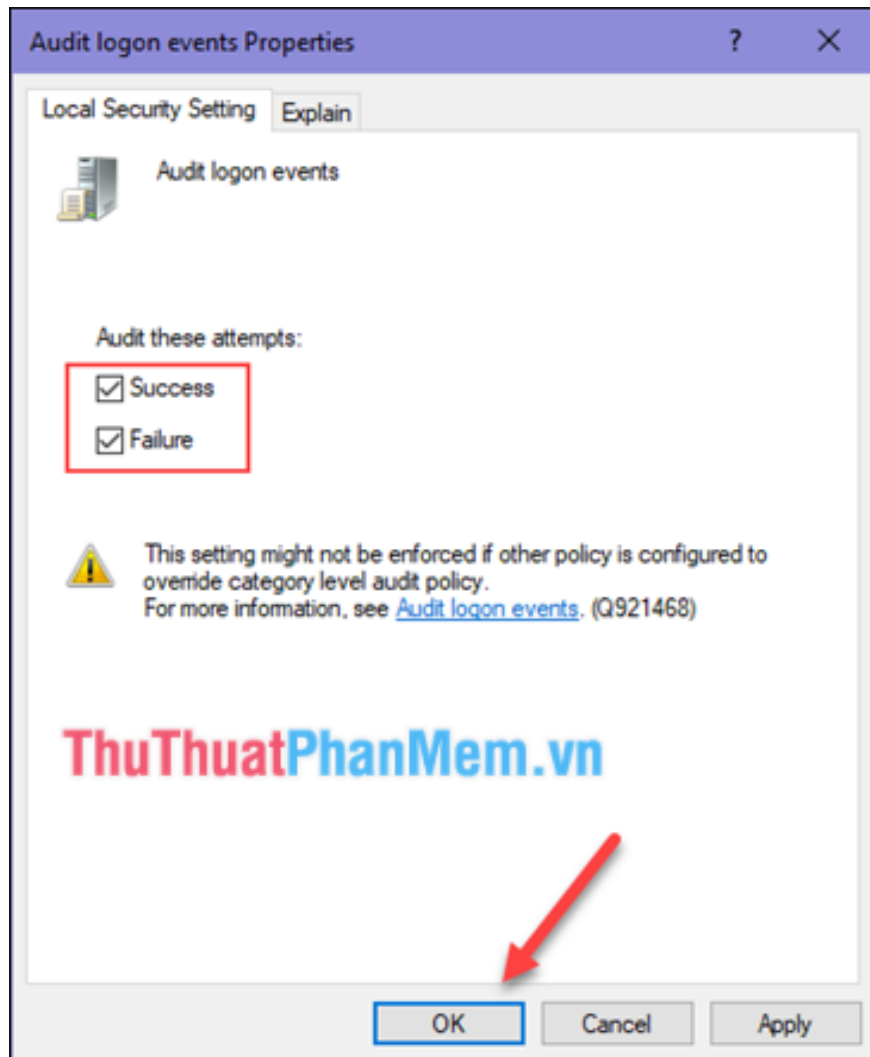 Audit logon events Properties
?
Local Security Setting
Explain
Audit logon events
Audit these attempts:
Success
Failure
This setting might not be enforced if other policy is configured to
override category level audit policy.
For more information, see Audit logon events. (Q921468)
ThuThuatPhanMem.vn
OK
Cancel
Apply